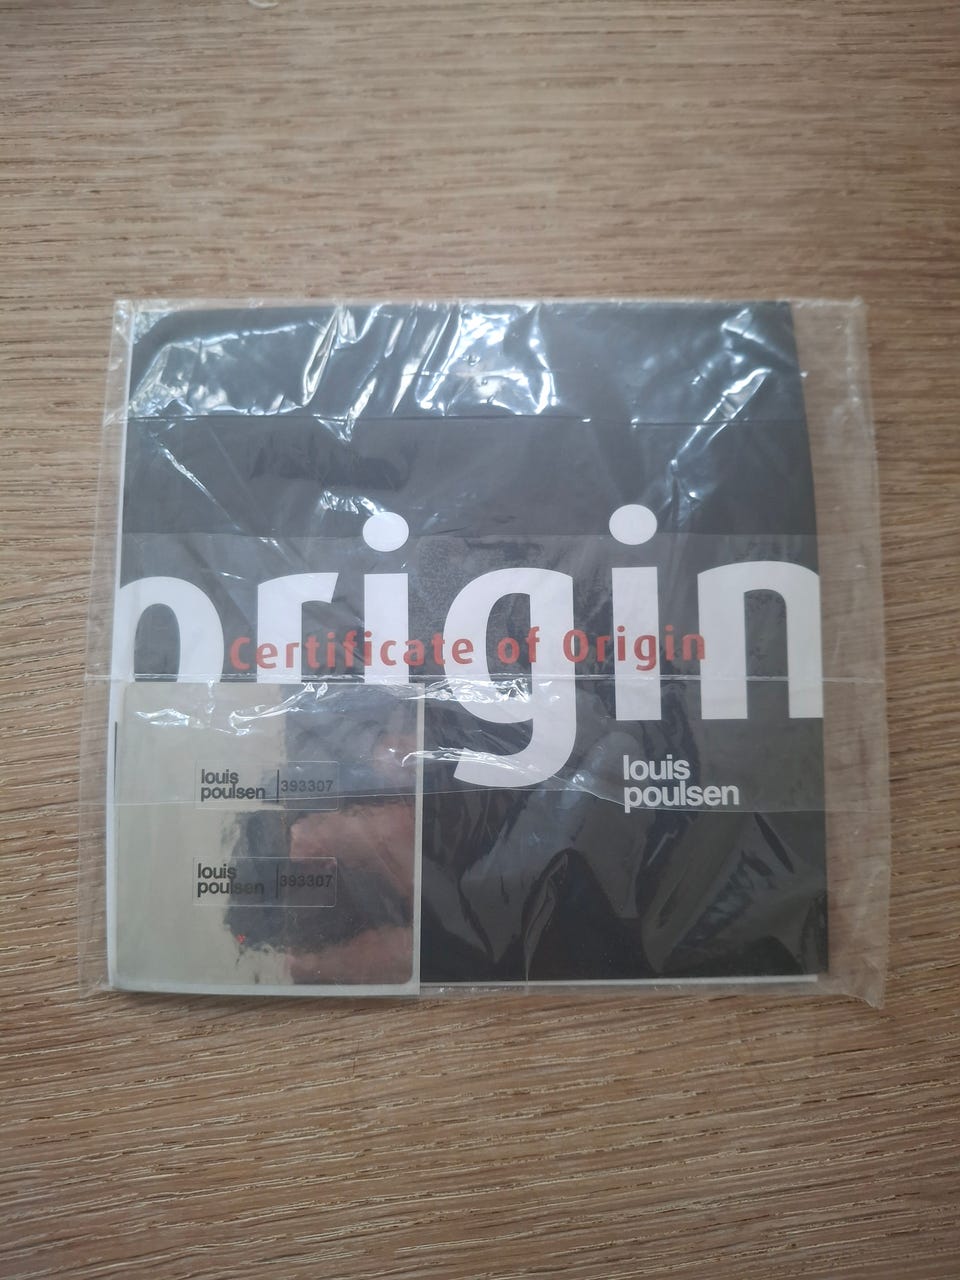 origin
Certificate of Origin
louis
poulsen
louis
poulsen 393307
louis
poulsen 393307